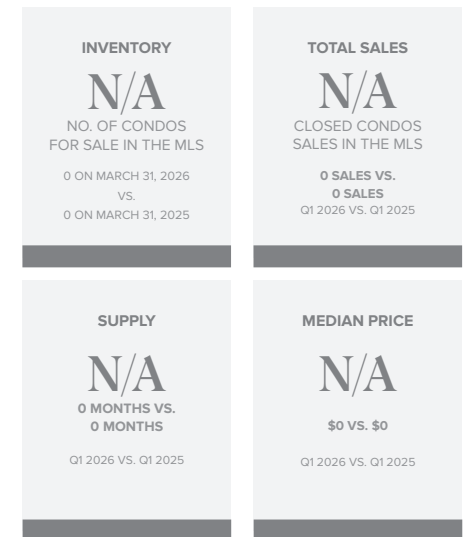 INVENTORY
N/A
NO. OF CONDOS
FOR SALE IN THE MLS
0 ON MARCH 31, 2026
VS.
0 ON MARCH 31, 2025
TOTAL SALES
N/A
CLOSED CONDOS
SALES IN THE MLS
0 SALES VS.
0 SALES
Q1 2026 VS. Q1 2025
SUPPLY
N/A
0 MONTHS VS.
0 MONTHS
Q1 2026 VS. Q1 2025
MEDIAN PRICE
N/A
$0 VS. $0
Q1 2026 VS. Q1 2025